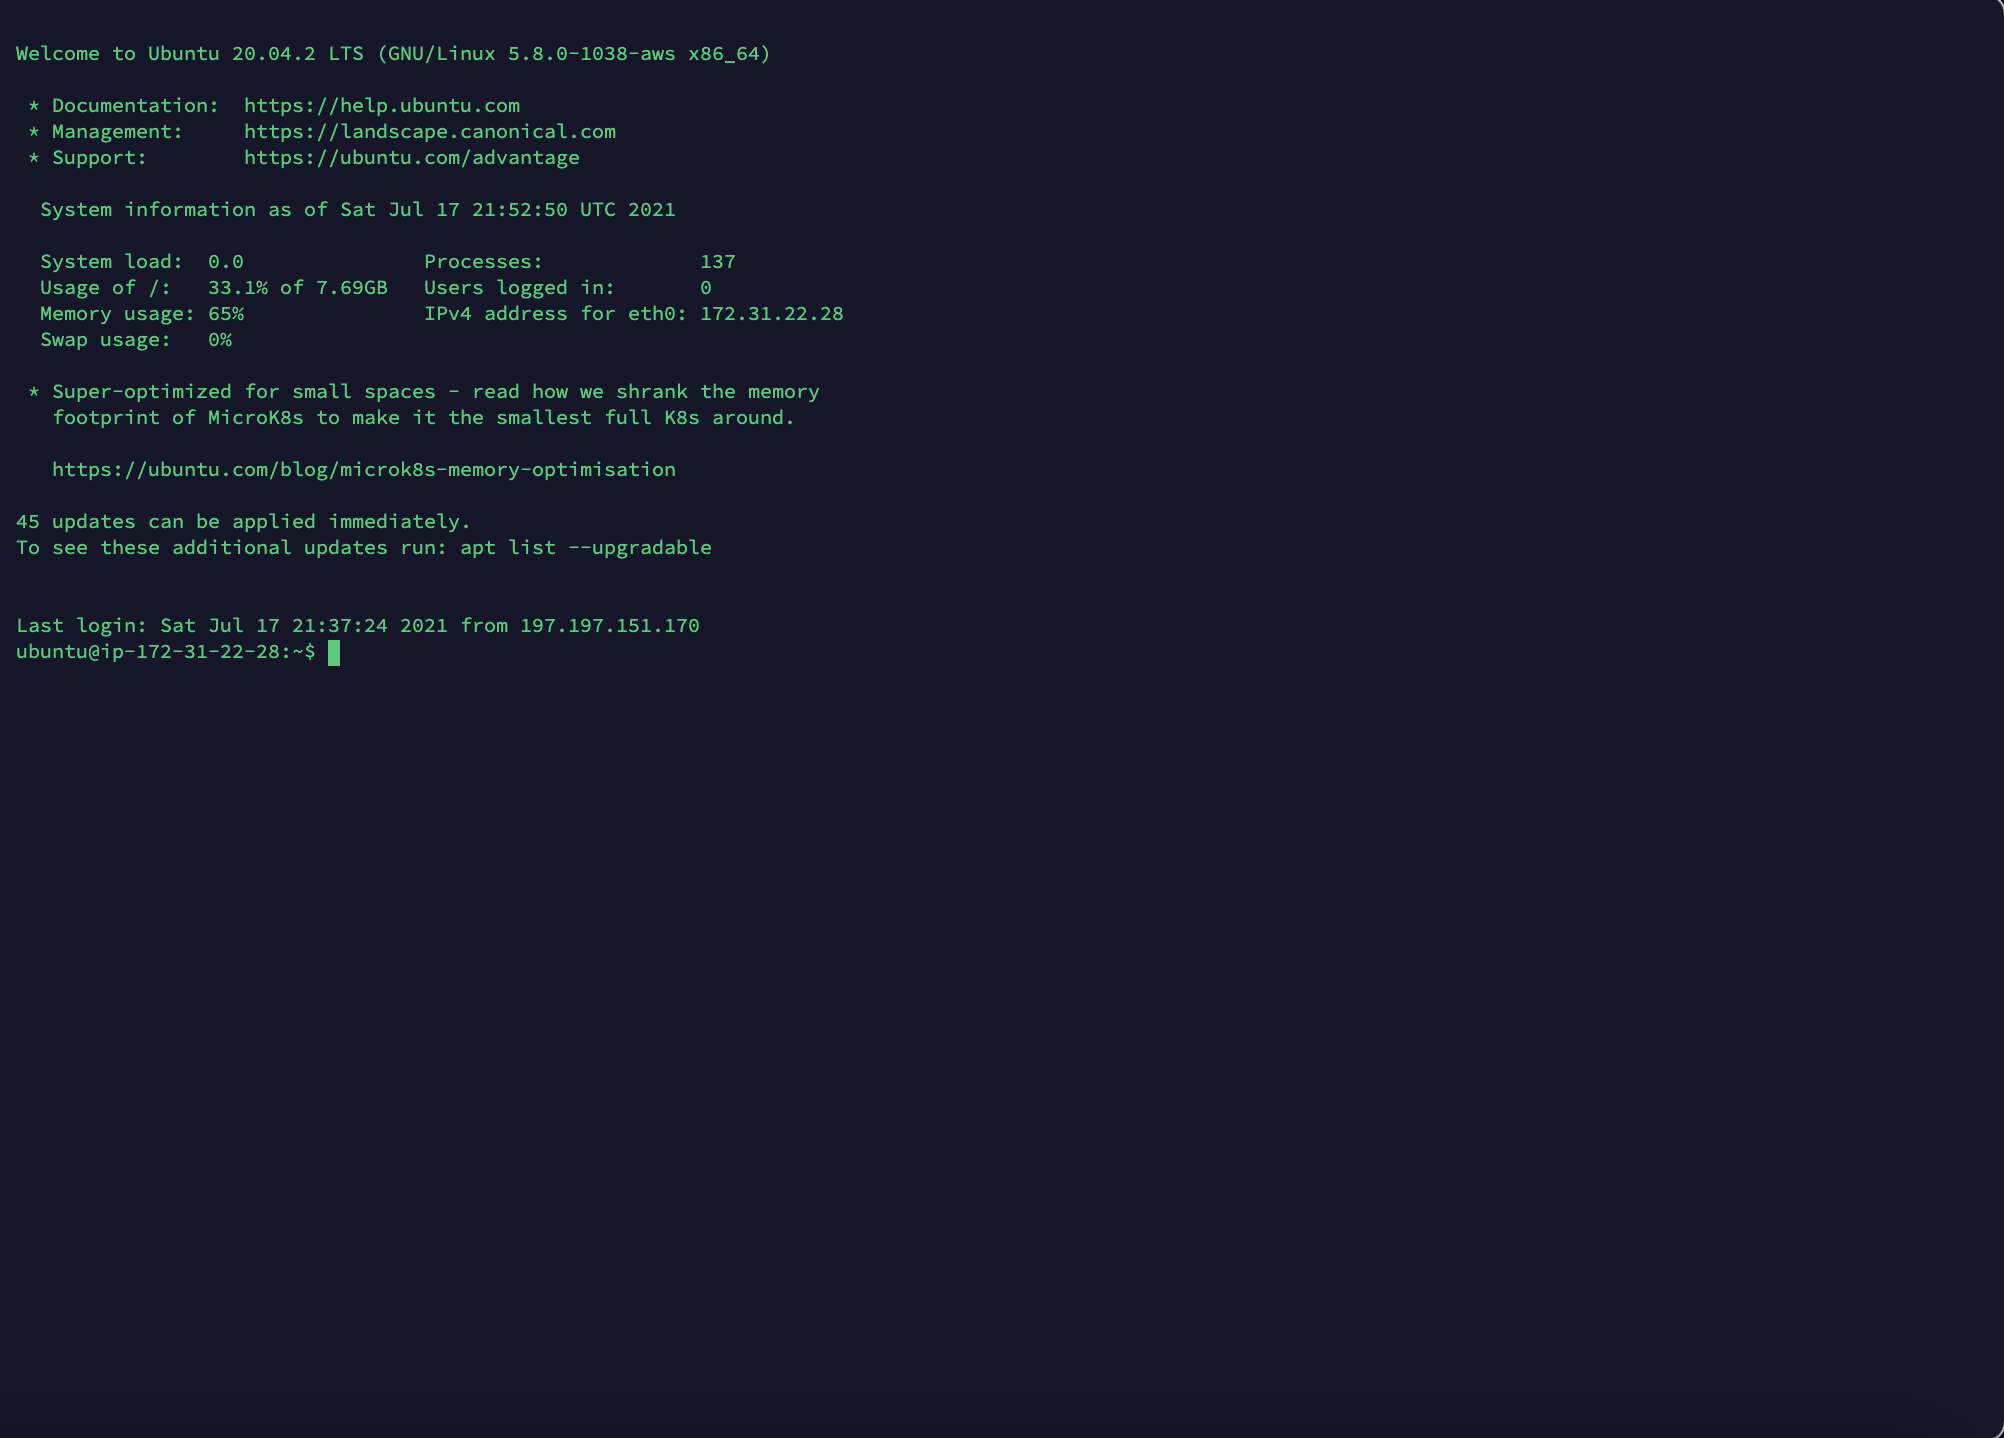 Welcome to Ubuntu 20.04.2 LTS (GNU/Linux 5.8.0-1038-aws x86_64)
* Documentation:  https://help.ubuntu.com
* Management:     https://landscape.canonical.com
* Support:        https://ubuntu.com/advantage
System information as of Sat Jul 17 21:52:50 UTC 2021
System load:  0.0               Processes:             137
Usage of /:   33.1% of 7.69GB   Users logged in:       0
Memory usage: 65%               IPv4 address for eth0: 172.31.22.28
Swap usage:   0%
* Super-optimized for small spaces - read how we shrank the memory
footprint of MicroK8s to make it the smallest full K8s around.
https://ubuntu.com/blog/microk8s-memory-optimisation
45 updates can be applied immediately.
To see these additional updates run: apt list --upgradable
Last login: Sat Jul 17 21:37:24 2021 from 197.197.151.170
ubuntu@ip-172-31-22-28:~$